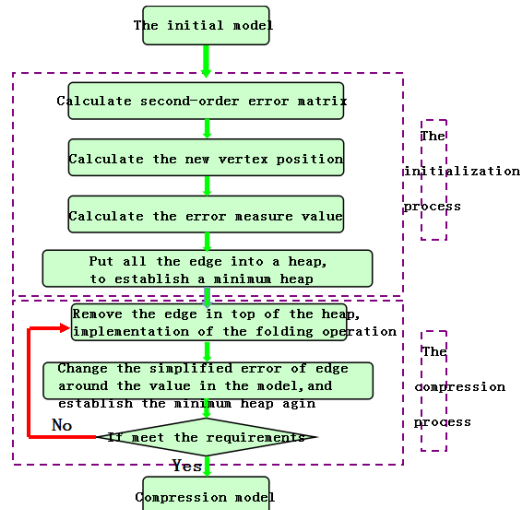 The initial model
Calculate second-order error matrix
Calculate the new vertex position
Calculate the error measure value
Put all the edge into a heap,
to establish a minimum heap
The
initialization
process
Remove the edge in top of the heap,
implementation of the folding operation
Change the simplified error of edge
around the value in the model,and
establish the minimum heap agin
The
compression
process
No
If meet the requirements
Yes
Compression model